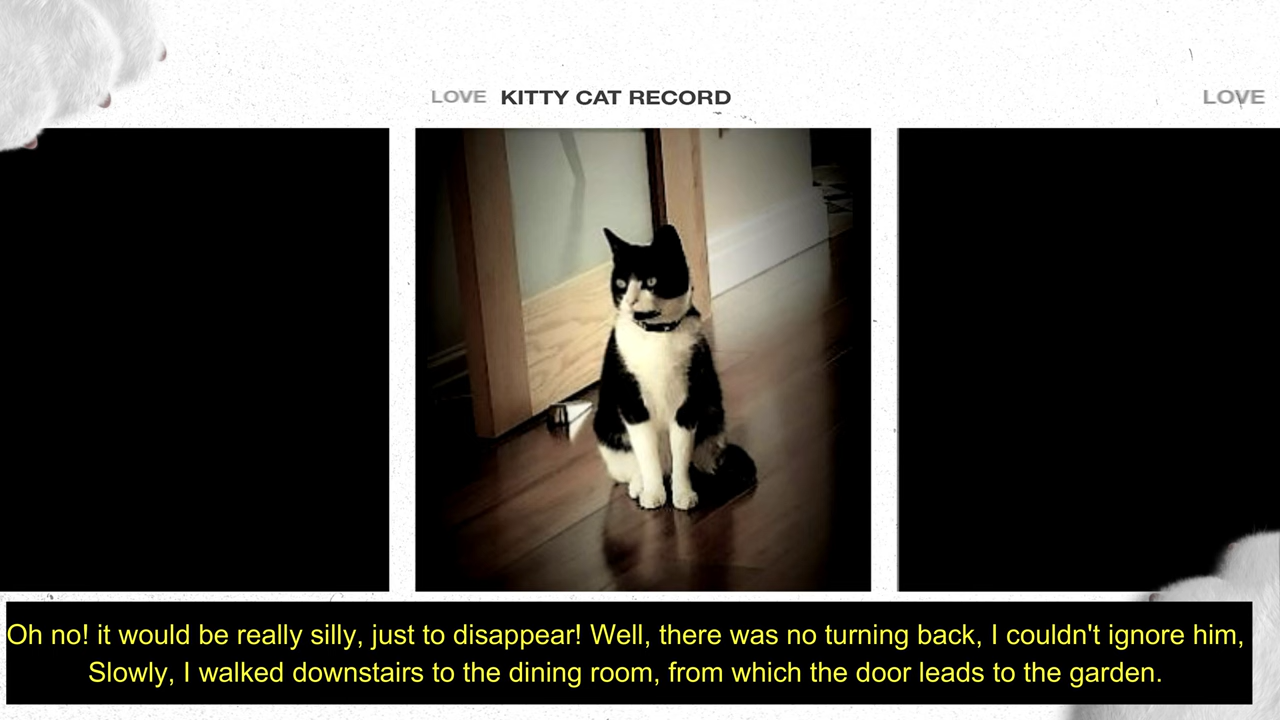 LOVE KITTY CAT RECORD LOVE
Oh no! it would be really silly, just to disappear! Well, there was no turning back, I couldn't ignore him,
Slowly, I walked downstairs to the dining room, from which the door leads to the garden.